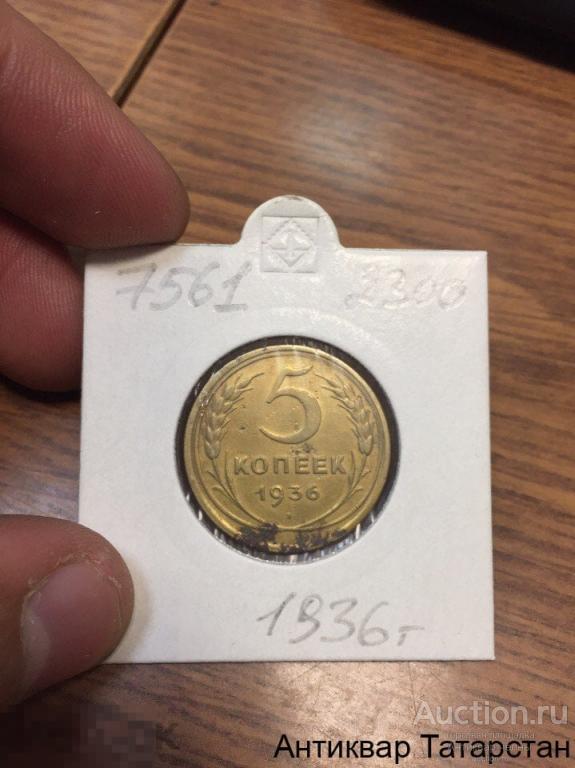 7561 2300
5
КОПЕЕК
1936
1936г
Auction.ru
Антиквар Татарстан